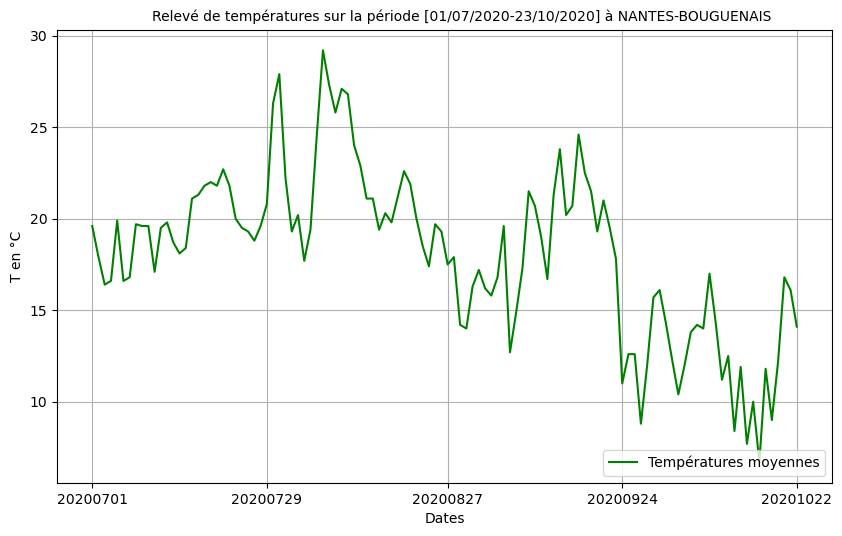 Relevé de températures sur la période [01/07/2020-23/10/2020] à NANTES-BOUGUENAIS
30
25
20
15
10
T en °C
Températures moyennes
20200701 20200729 20200827 20200924 20201022
Dates